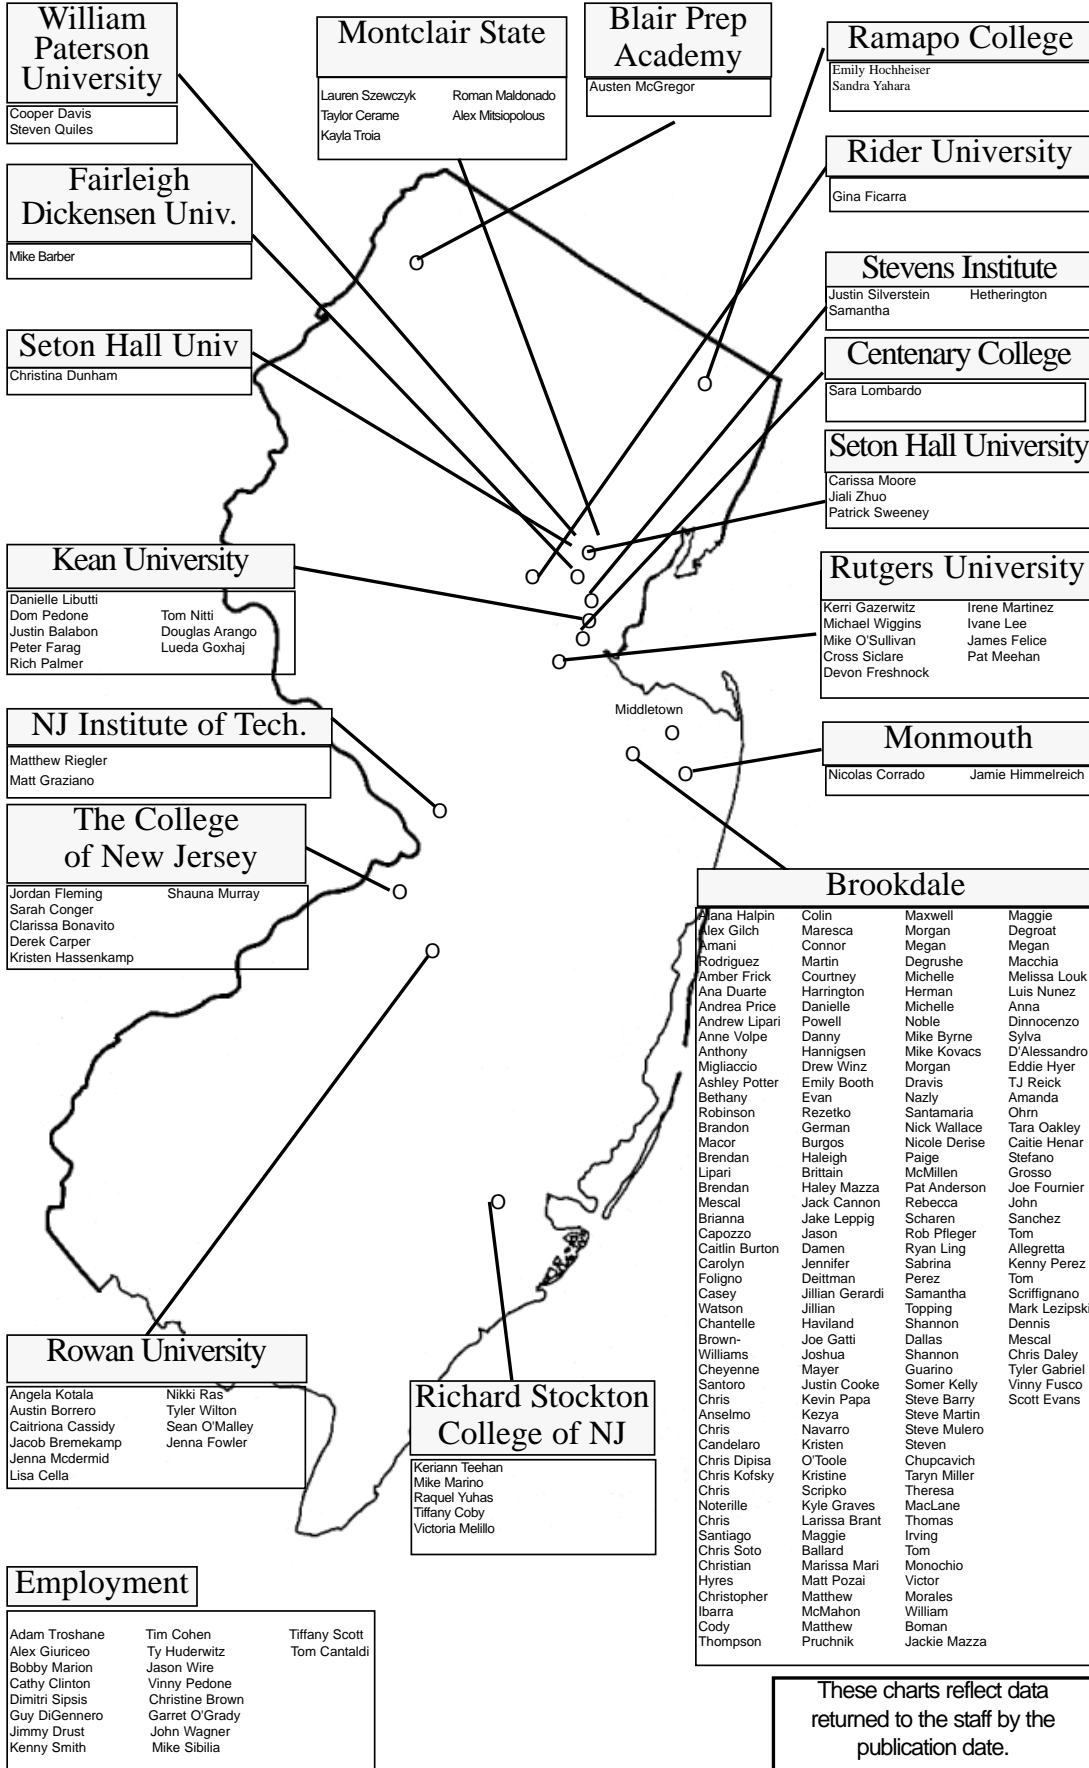 William
Paterson
University
Cooper Davis
Steven Quiles
Montclair State
Lauren Szewczyk Roman Maldonado
Taylor Cerame Alex Mitsiopolous
Kayla Troia
Blair Prep
Academy
Austen McGregor
Ramapo College
Emily Hochheiser
Sandra Yahara
Fairleigh
Dickensen Univ.
Mike Barber
Rider University
Gina Ficarra
Stevens Institute
Justin Silverstein Hetherington
Samantha
Seton Hall Univ
Christina Dunham
Centenary College
Sara Lombardo
Seton Hall University
Carissa Moore
Jiali Zhuo
Patrick Sweeney
Kean University
Danielle Libutti
Dom Pedone Tom Nitti
Justin Balabon Douglas Arango
Peter Farag Lueda Goxhaj
Rich Palmer
Rutgers University
Kerri Gazerwitz Irene Martinez
Michael Wiggins Ivane Lee
Mike O'Sullivan James Felice
Cross Siclare Pat Meehan
Devon Freshnock
Middletown
NJ Institute of Tech.
Matthew Riegler
Matt Graziano
Monmouth
Nicolas Corrado Jamie Himmelreich
The College
of New Jersey
Jordan Fleming Shauna Murray
Sarah Conger
Clarissa Bonavito
Derek Carper
Kristen Hassenkamp
Brookdale
Alana Halpin Colin Maxwell Maggie
Alex Gilch Maresca Morgan Degroat
Amani Connor Megan Megan
Rodriguez Martin Degrushe Macchia
Amber Frick Courtney Michelle Melissa Louk
Ana Duarte Harrington Herman Luis Nunez
Andrea Price Danielle Michelle Anna
Andrew Lipari Powell Noble Dinnocenzo
Anne Volpe Danny Mike Byrne Sylva
Anthony Hannigsen Mike Kovacs D'Alessandro
Migliaccio Drew Winz Morgan Eddie Hyer
Ashley Potter Emily Booth Dravis TJ Reick
Bethany Evan Nazly Amanda
Robinson Rezetko Santamaria Ohrn
Brandon German Nick Wallace Tara Oakley
Macor Burgos Nicole Derise Caitie Henar
Brendan Haleigh Paige Stefano
Lipari Brittain McMillen Grosso
Brendan Haley Mazza Pat Anderson Joe Fournier
Mescal Jack Cannon Rebecca John
Brianna Jake Leppig Scharen Sanchez
Capozzo Jason Rob Pfleger Tom
Caitlin Burton Damen Ryan Ling Allegretta
Carolyn Jennifer Sabrina Kenny Perez
Foligno Deittman Perez Tom
Casey Jillian Gerardi Samantha Scriffignano
Watson Jillian Topping Mark Lezipski
Chantelle Haviland Shannon Dennis
Brown- Joe Gatti Dallas Mescal
Williams Joshua Shannon Chris Daley
Cheyenne Mayer Guarino Tyler Gabriel
Santoro Justin Cooke Somer Kelly Vinny Fusco
Chris Kevin Papa Steve Barry Scott Evans
Anselmo Kezya Steve Martin
Chris Navarro Steve Mulero
Candelaro Kristen Steven
Chris Dipisa O'Toole Chupcavich
Chris Kofsky Kristine Taryn Miller
Chris Scripko Theresa
Noterille Kyle Graves MacLane
Chris Larissa Brant Thomas
Santiago Maggie Irving
Chris Soto Ballard Tom
Christian Marissa Mari Monochio
Hyres Matt Pozai Victor
Christopher Matthew Morales
Ibarra McMahon William
Cody Matthew Boman
Thompson Pruchnik Jackie Mazza
Rowan University
Angela Kotala Nikki Ras
Austin Borrero Tyler Wilton
Caitriona Cassidy Sean O'Malley
Jacob Bremekamp Jenna Fowler
Jenna Mcdermid
Lisa Cella
Richard Stockton
College of NJ
Keriann Teehan
Mike Marino
Raquel Yuhas
Tiffany Coby
Victoria Melillo
Employment
Adam Troshane Tim Cohen Tiffany Scott
Alex Giuriceo Ty Huderwitz Tom Cantaldi
Bobby Marion Jason Wire
Cathy Clinton Vinny Pedone
Dimitri Sipsis Christine Brown
Guy DiGennero Garret O'Grady
Jimmy Drust John Wagner
Kenny Smith Mike Sibilia
These charts reflect data
returned to the staff by the
publication date.